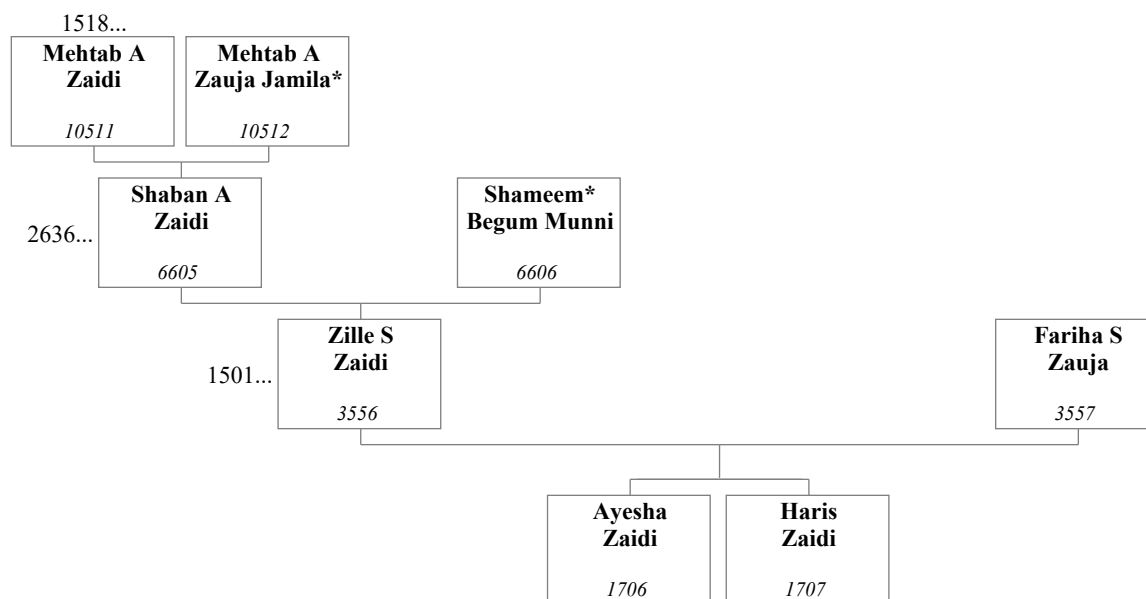 1518...
Mehtab A
Zaidi
10511
Mehtab A
Zauja Jamila*
10512
2636...
Shaban A
Zaidi
6605
Shameem*
Begum Munni
6606
1501...
Zille S
Zaidi
3556
Fariha S
Zauja
3557
Ayesha
Zaidi
1706
Haris
Zaidi
1707